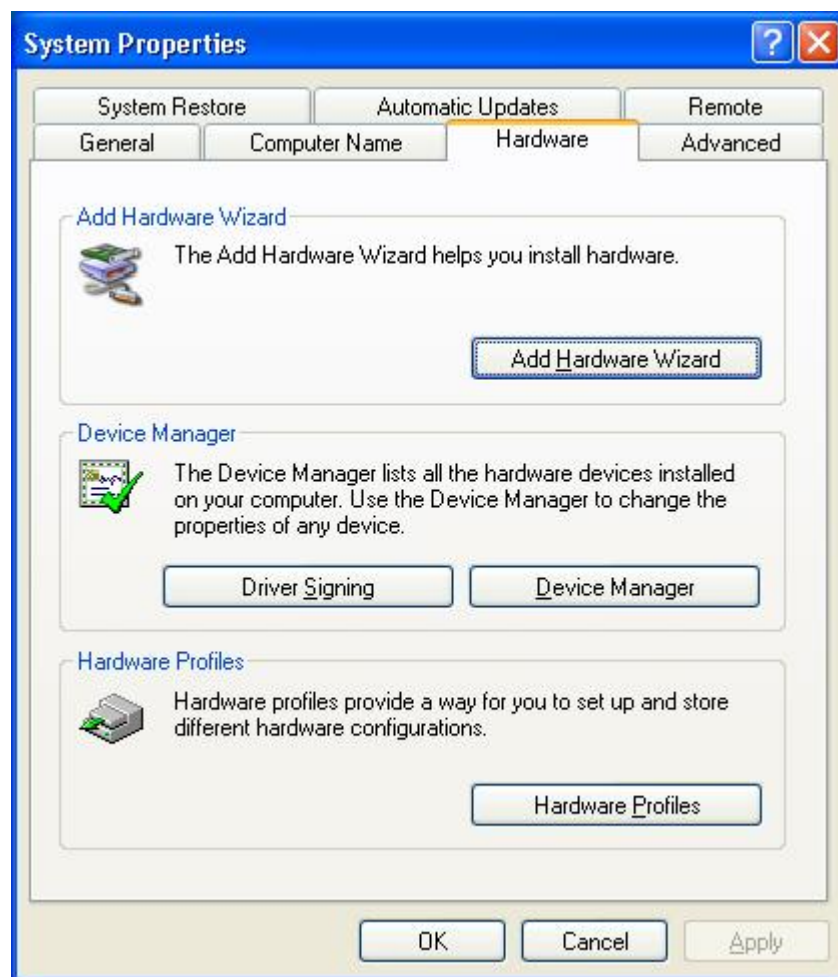 System Properties
System Restore Automatic Updates Remote
General Computer Name Hardware Advanced
Add Hardware Wizard
The Add Hardware Wizard helps you install hardware.
Add Hardware Wizard
Device Manager
The Device Manager lists all the hardware devices installed
on your computer. Use the Device Manager to change the
properties of any device.
Driver Signing Device Manager
Hardware Profiles
Hardware profiles provide a way for you to set up and store
different hardware configurations.
Hardware Profiles
OK Cancel Apply